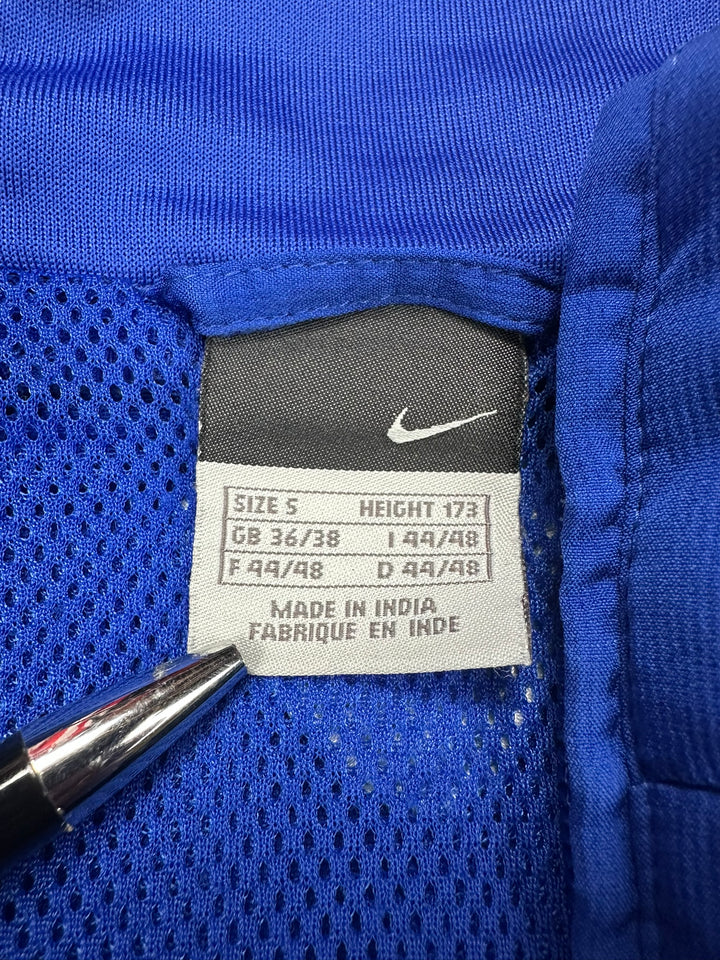 SIZE S HEIGHT 173
GB 36/38 I 44/48
F 44/48 D 44/48
MADE IN INDIA
FABRIQUE EN INDE